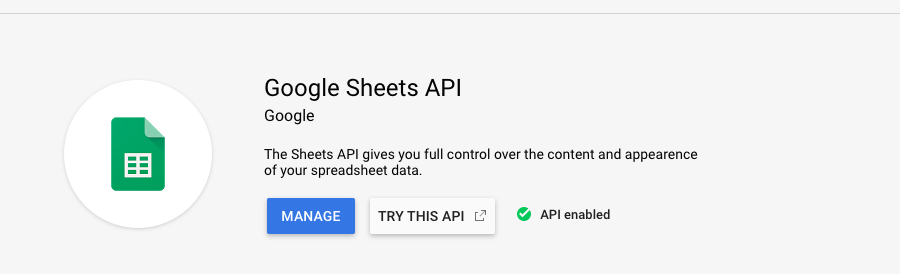 Google Sheets API
Google
The Sheets API gives you full control over the content and appearence
of your spreadsheet data.
MANAGE
TRY THIS API
API enabled